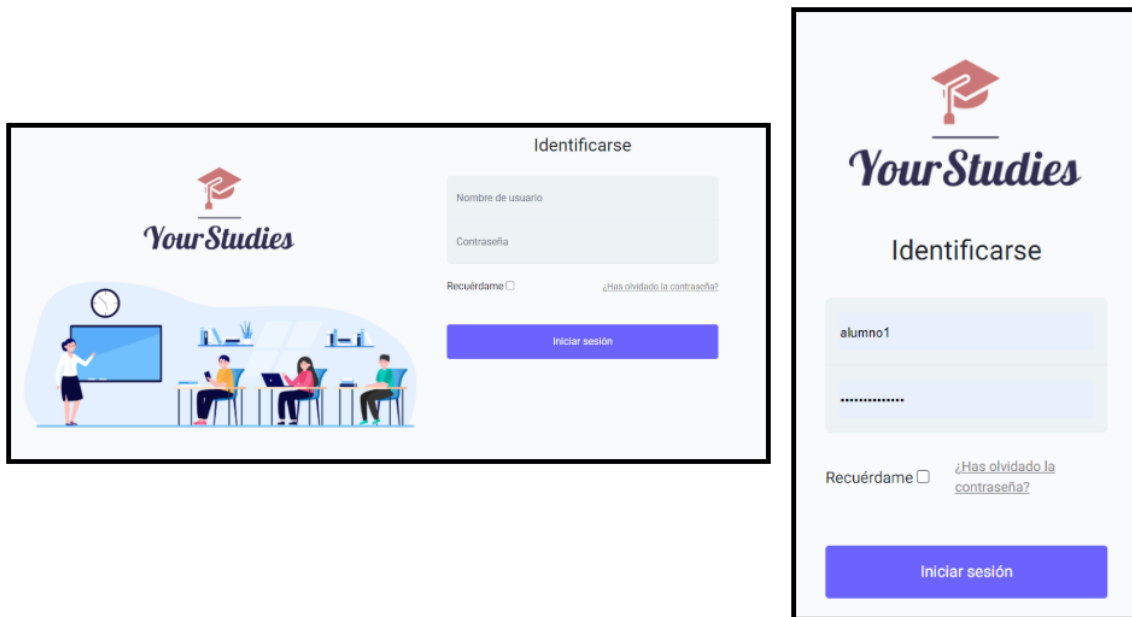 YourStudies
Identificarse
Nombre de usuario
Contraseña
Recuérdame ¿Has olvidado la contraseña?
Iniciar sesión
YourStudies
Identificarse
alumno1
••••••••••••••
Recuérdame ¿Has olvidado la
contraseña?
Iniciar sesión